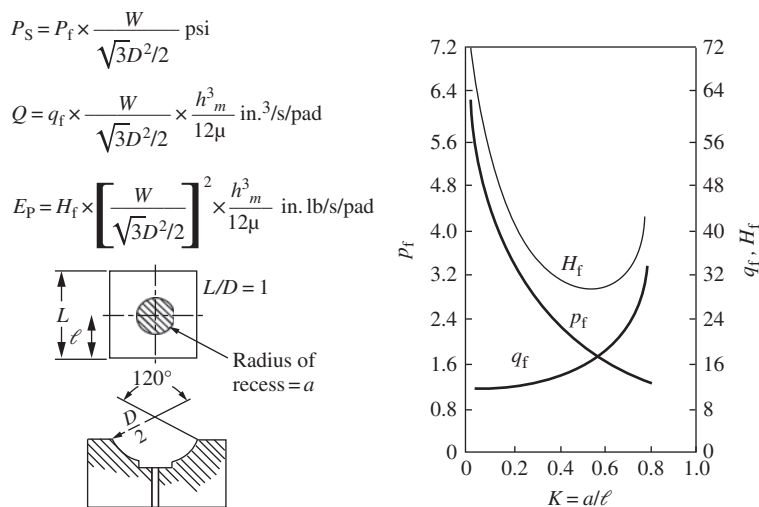 P_S = P_f × W / (√3D²/2) psi
Q = q_f × W / (√3D²/2) × h³_m / 12μ in.³/s/pad
E_P = H_f × [W / (√3D²/2)]² × h³_m / 12μ in. lb/s/pad
L/D = 1
L
ℓ
Radius of
recess = a
120°
D/2
7.2
6.4
5.6
4.8
4.0
3.2
2.4
1.6
0.8
0
p_f
72
64
56
48
40
32
24
16
8
0
q_f , H_f
H_f
p_f
q_f
0 0.2 0.4 0.6 0.8 1.0
K = a/ℓ